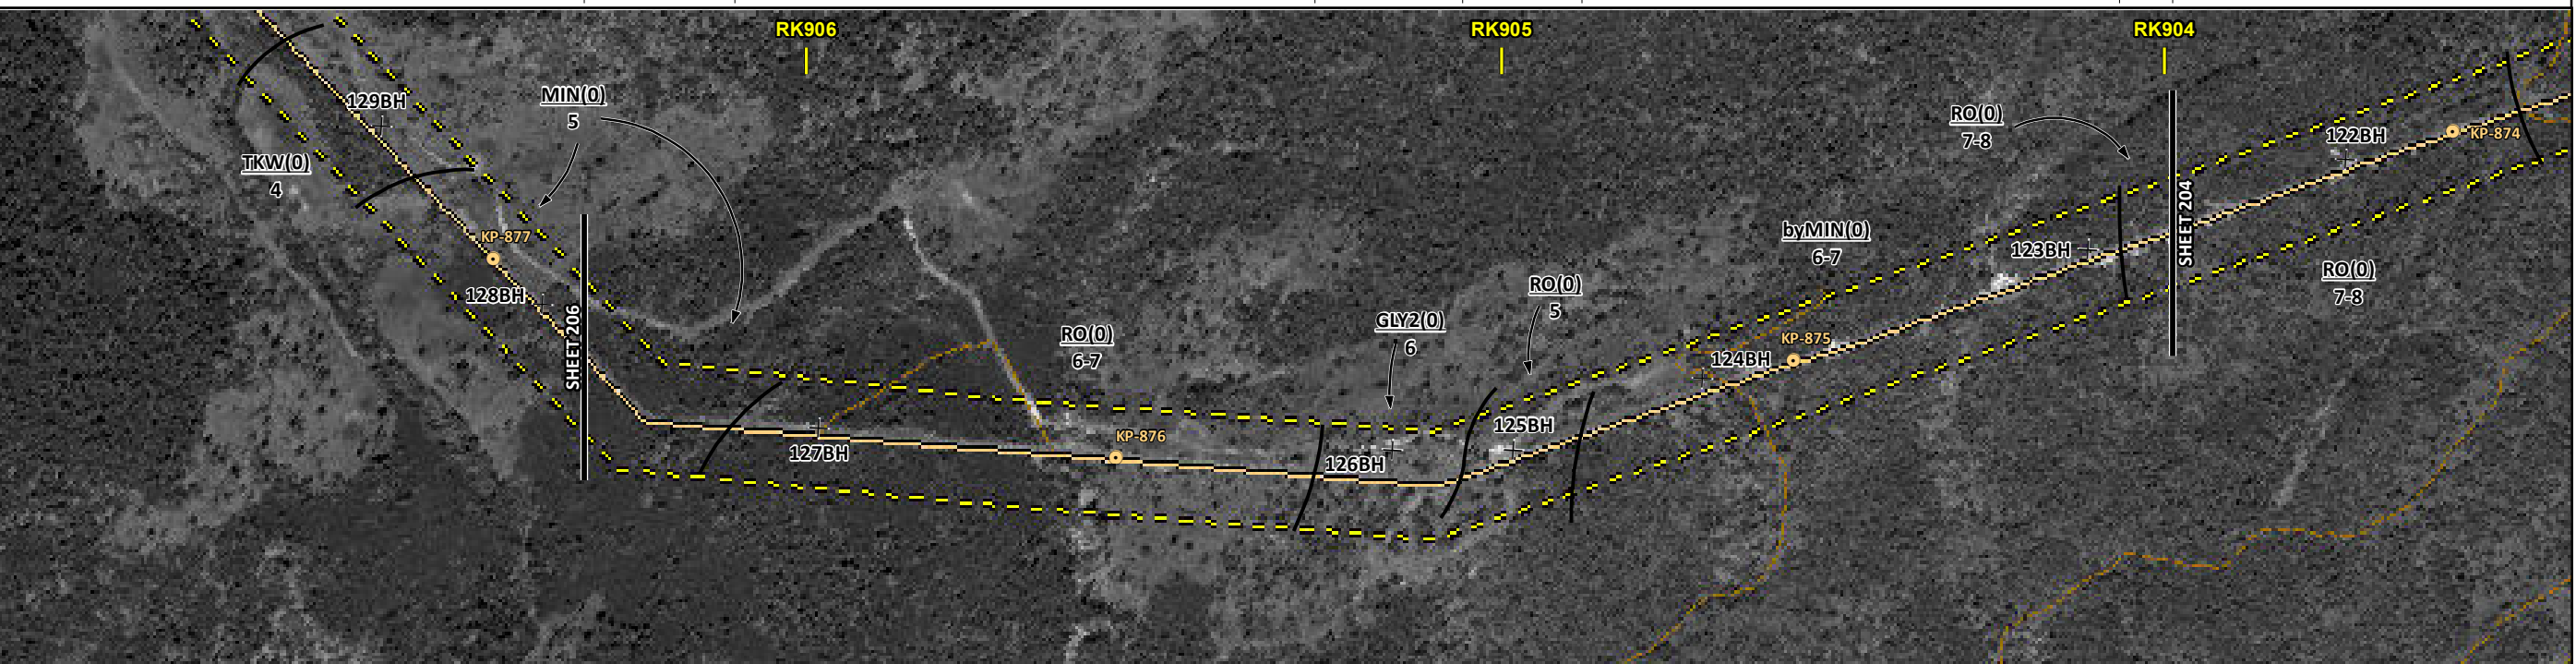 RK906
RK905
RK904
129BH
MIN(0)
5
TKW(0)
4
KP-877
128BH
SHEET 206
RO(0)
6-7
127BH
KP-876
GLY2(0)
6
126BH
RO(0)
5
125BH
byMIN(0)
6-7
KP-875
124BH
RO(0)
7-8
123BH
SHEET 204
122BH
KP-874
RO(0)
7-8